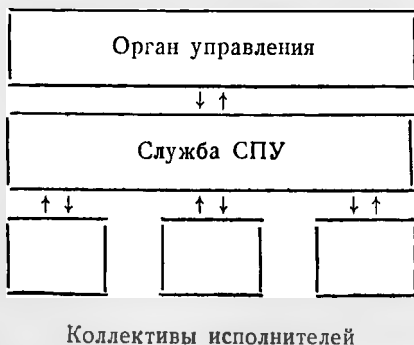 Орган управления
↓ ↑
Служба СПУ
↑ ↓ ↑ ↓ ↓ ↑
Коллективы исполнителей